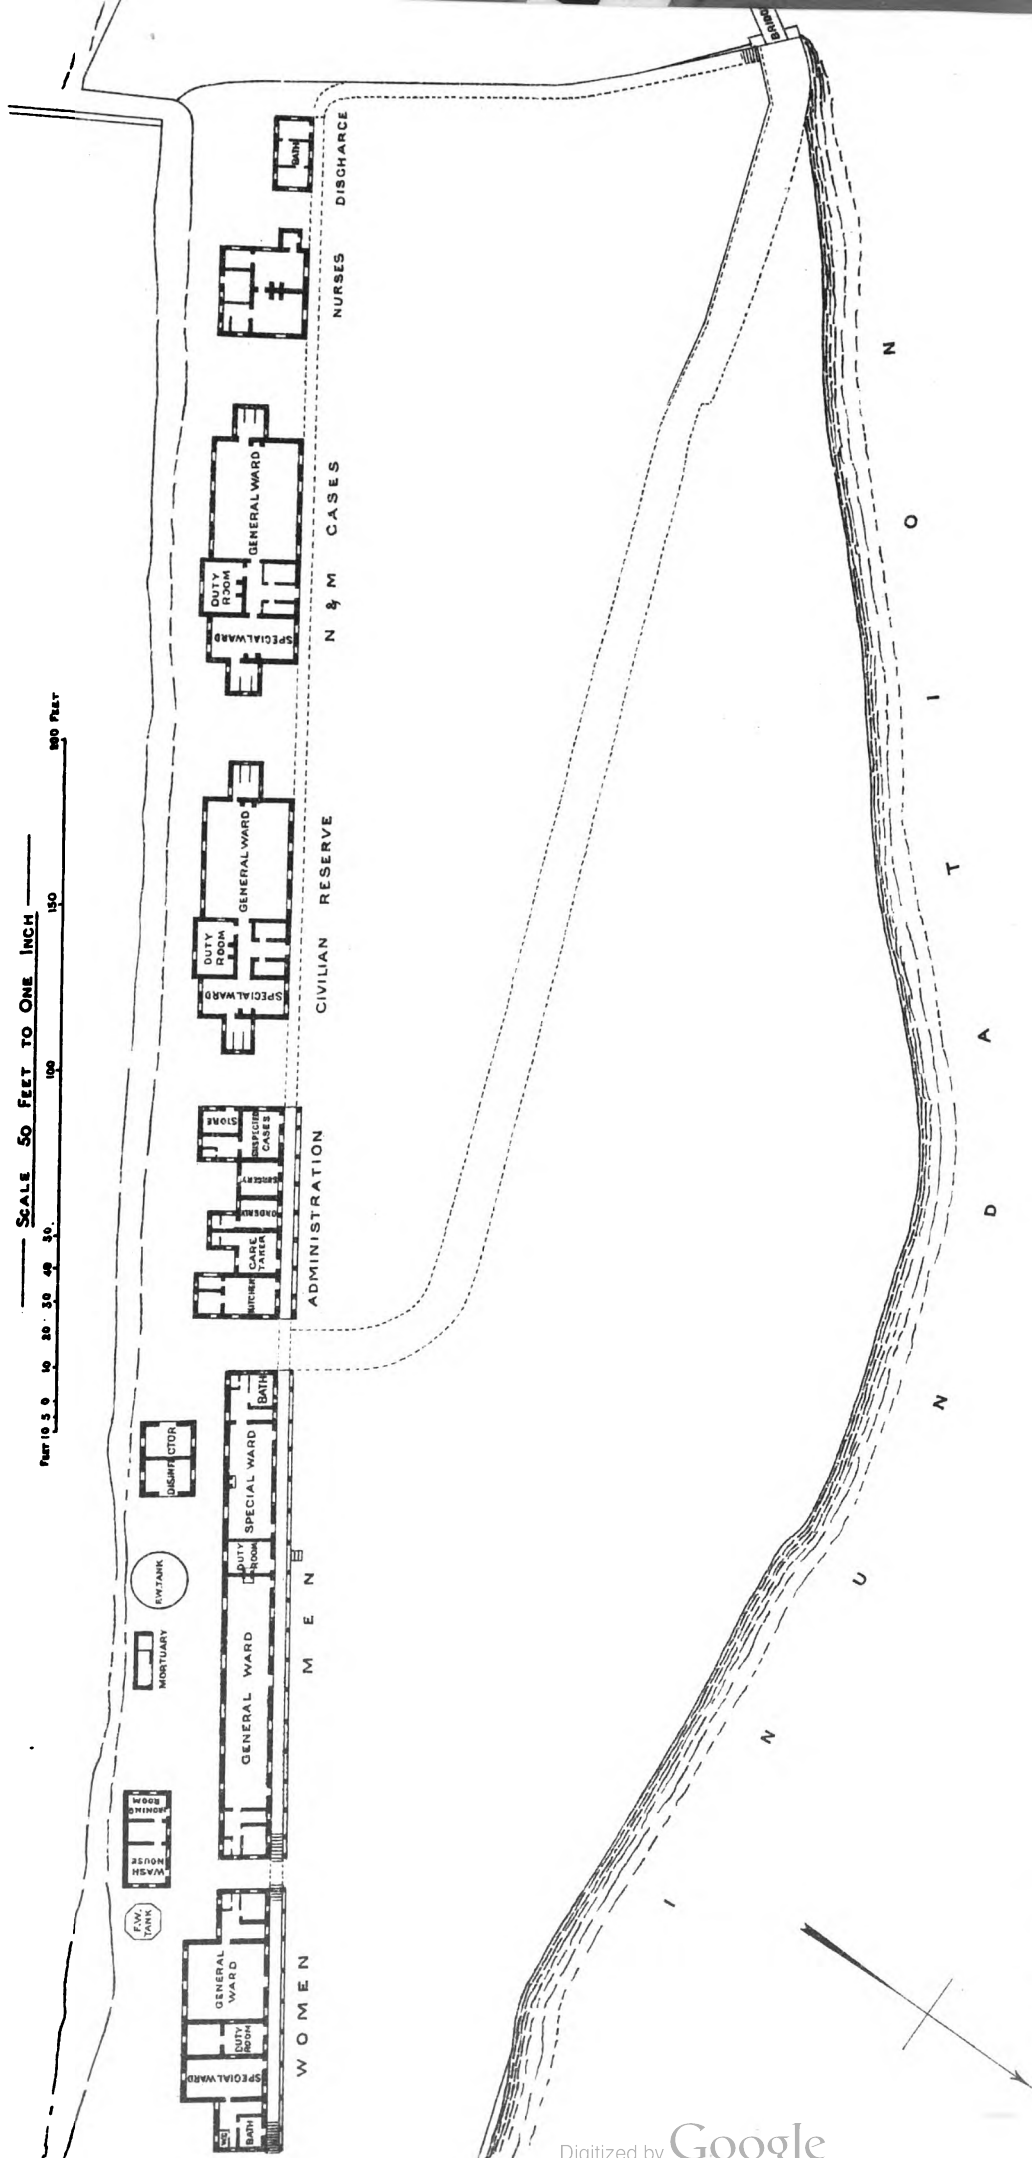 BRIDG
DISCHARGE
BATH
NURSES
N & M CASES
GENERAL WARD
DUTY
ROOM
SPECIAL WARD
CIVILIAN RESERVE
GENERAL WARD
DUTY
ROOM
SPECIAL WARD
SCALE 50 FEET TO ONE INCH
FEET 10 5 0 10 20 30 40 50 100 150 200 FEET
ADMINISTRATION
STORE
SUSPECTED
CASES
SURGERY
ORDERLY
CARE
TAKER
KITCHEN
MEN
BATH
SPECIAL WARD
DUTY
ROOM
GENERAL WARD
DISINFECTOR
F.W. TANK
MORTUARY
IRONING
ROOM
WASH
HOUSE
F.W.
TANK
WOMEN
GENERAL
WARD
DUTY
ROOM
SPECIAL WARD
BATH
INUNDATION
Digitized by Google